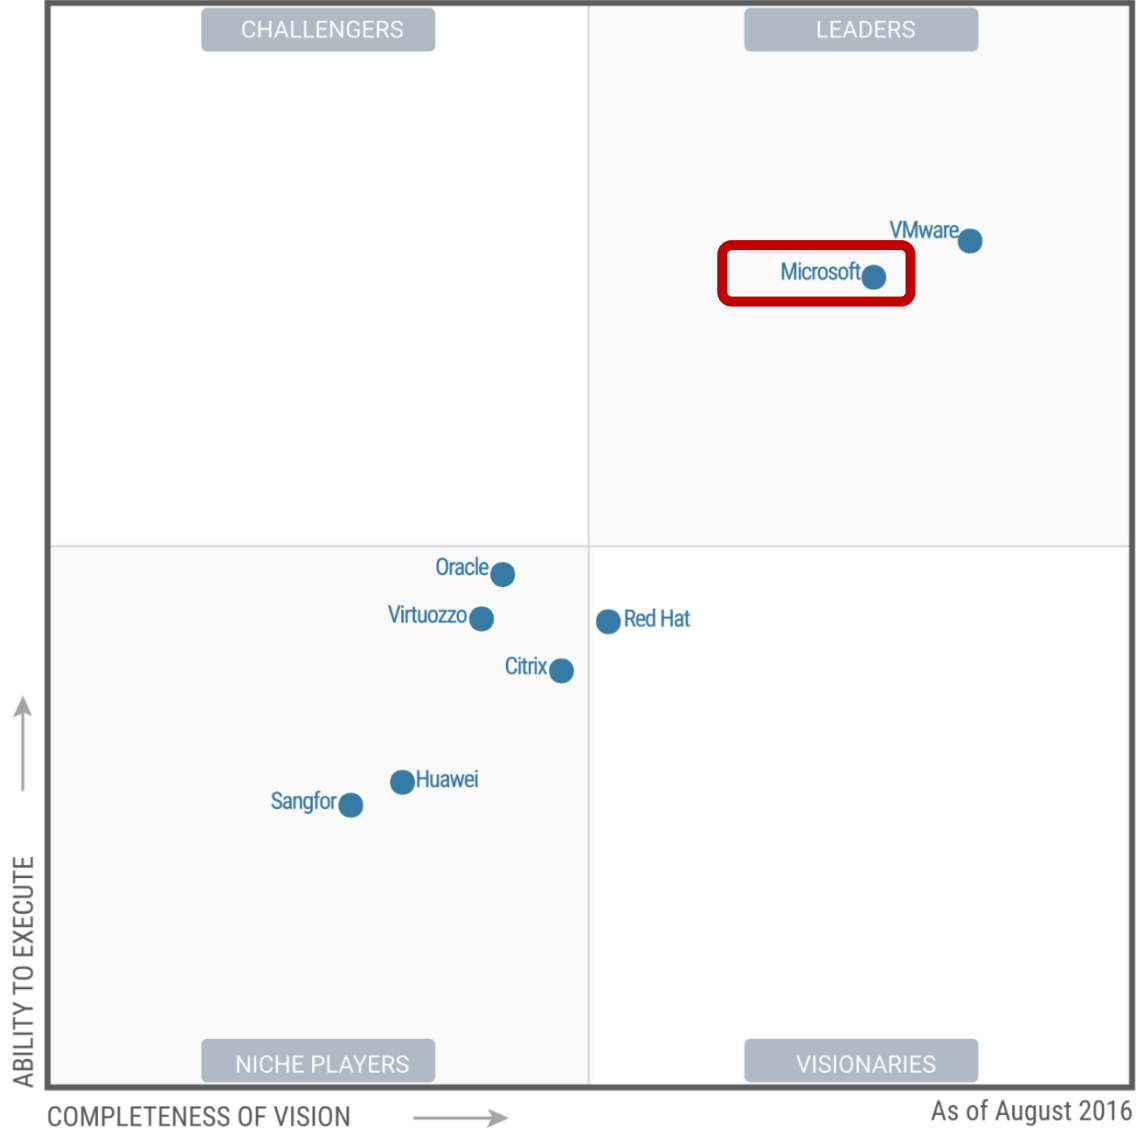 CHALLENGERS
LEADERS
VMware
Microsoft
Oracle
Virtuozzo
Red Hat
Citrix
Huawei
Sangfor
ABILITY TO EXECUTE
NICHE PLAYERS
VISIONARIES
COMPLETENESS OF VISION
As of August 2016